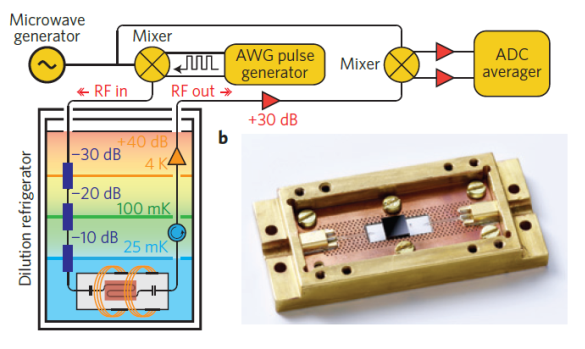 Microwave
generator
Mixer
AWG pulse
generator
Mixer
ADC
averager
RF in
RF out
+30 dB
b
Dilution refrigerator
+40 dB
4 K
−30 dB
−20 dB
100 mK
−10 dB
25 mK